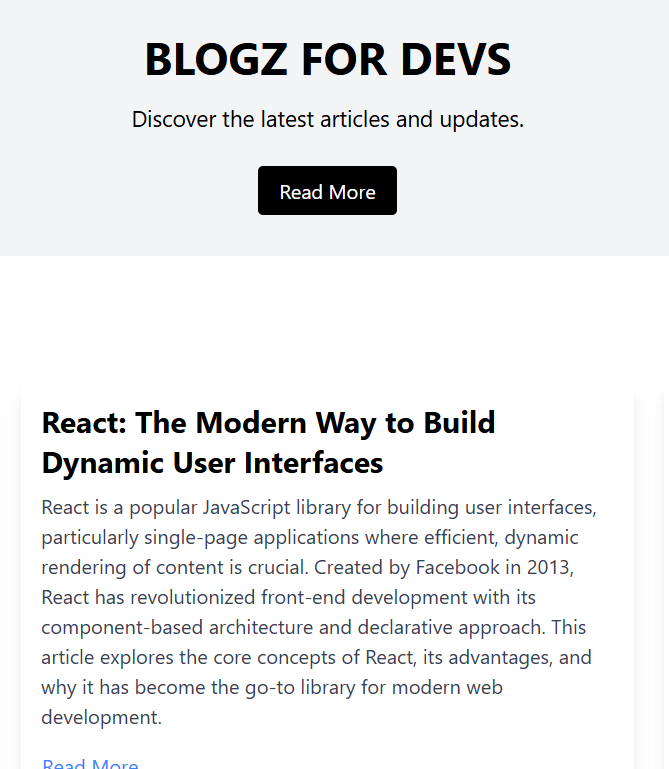 BLOGZ FOR DEVS
Discover the latest articles and updates.
Read More
React: The Modern Way to Build
Dynamic User Interfaces
React is a popular JavaScript library for building user interfaces,
particularly single-page applications where efficient, dynamic
rendering of content is crucial. Created by Facebook in 2013,
React has revolutionized front-end development with its
component-based architecture and declarative approach. This
article explores the core concepts of React, its advantages, and
why it has become the go-to library for modern web
development.
Read More